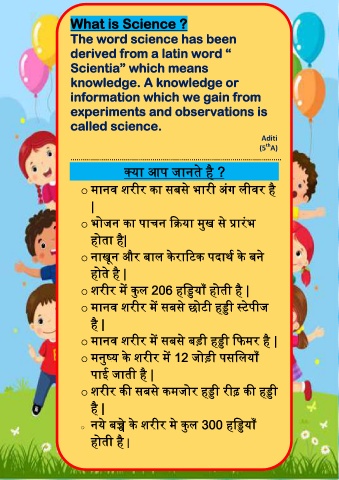 What is Science ?
The word science has been
derived from a latin word “
Scientia” which means
knowledge. A knowledge or
information which we gain from
experiments and observations is
called science.
Aditi
(5thA)
क्या आप जानते है ?
o मानव शरीर का सबसे भारी अंग लीवर है
|
o भोजन का पाचन क्रिया मुख से प्रारंभ
होता है|
o नाखून और बाल केराटिक पदार्थ के बने
होते है |
o शरीर में कुल 206 हड्डियाँ होती है |
o मानव शरीर में सबसे छोटी हड्डी स्टेपीज
है |
o मानव शरीर में सबसे बड़ी हड्डी फिमर है |
o मनुष्य के शरीर में 12 जोड़ी पसलियाँ
पाई जाती है |
o शरीर की सबसे कमजोर हड्डी रीढ़ की हड्डी
है |
o नये बच्चे के शरीर मे कुल 300 हड्डियाँ
होती है |